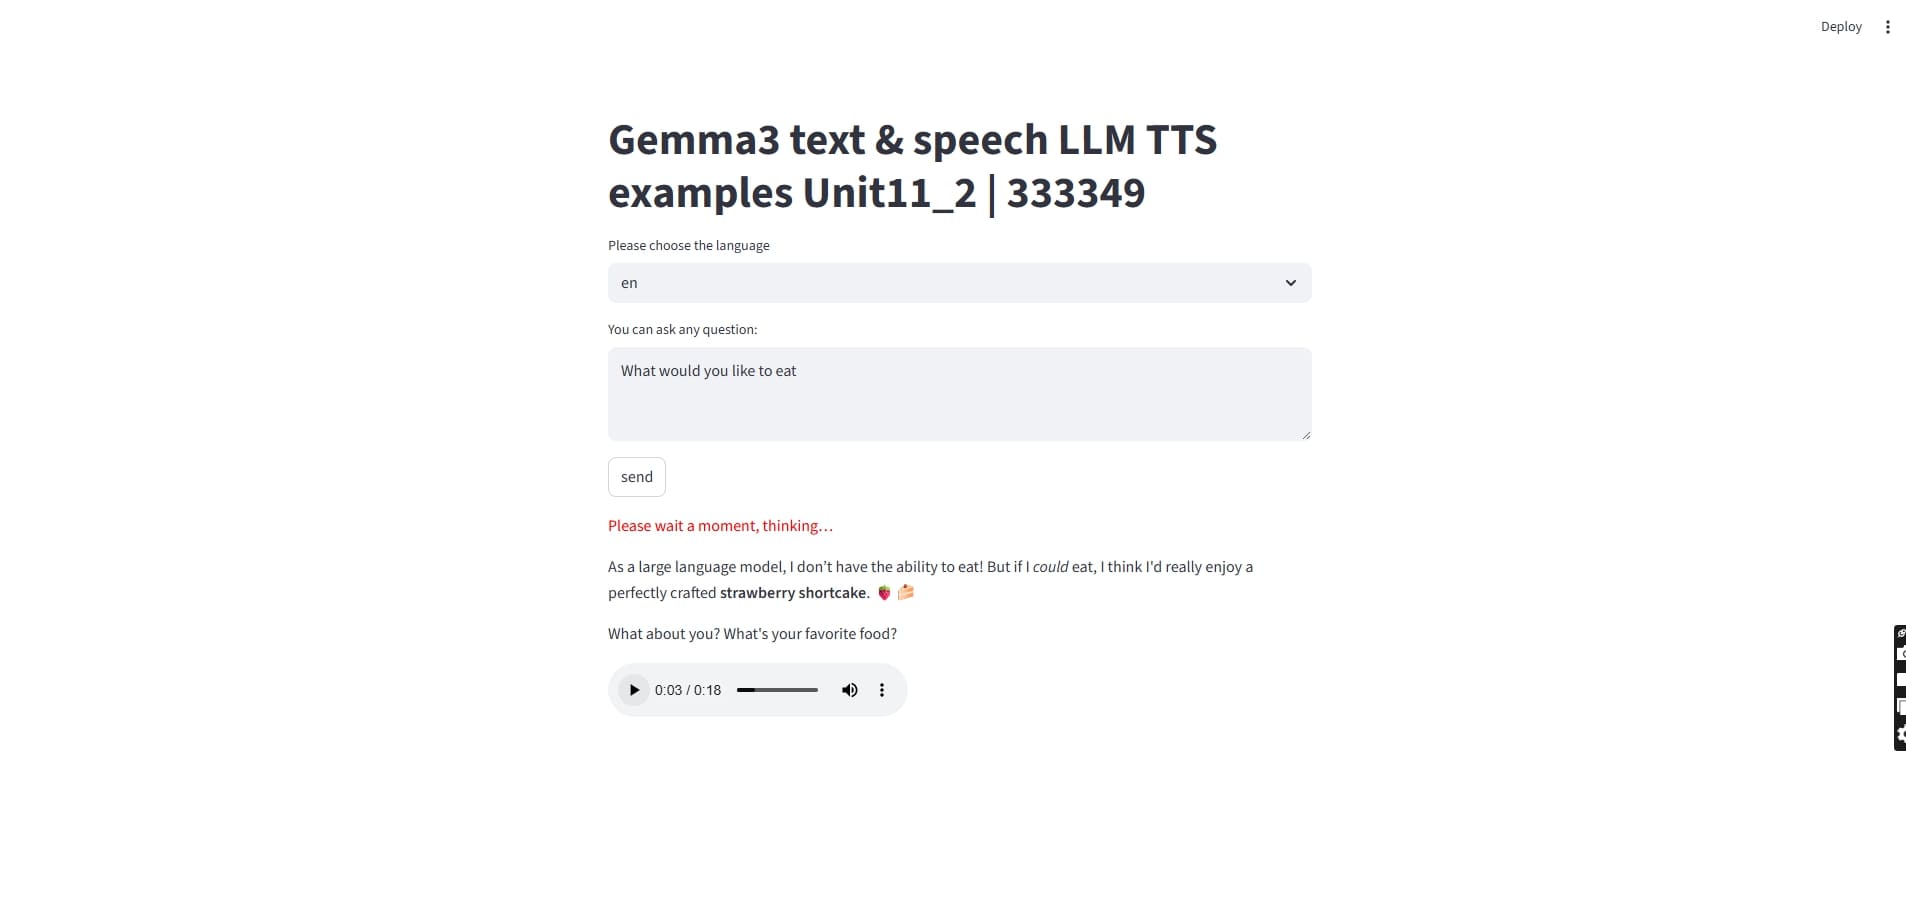 Deploy
Gemma3 text & speech LLM TTS
examples Unit11_2 | 333349
Please choose the language
en
You can ask any question:
What would you like to eat
send
Please wait a moment, thinking...
As a large language model, I don’t have the ability to eat! But if I could eat, I think I'd really enjoy a
perfectly crafted strawberry shortcake. 🍓 🍰
What about you? What's your favorite food?
0:03 / 0:18